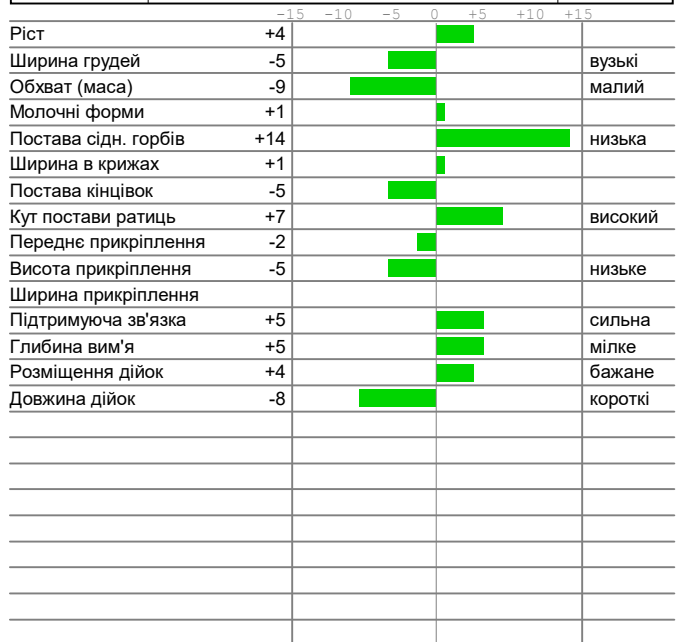 -15 -10 -5 0 +5 +10 +15
Ріст +4
Ширина грудей -5 вузькі
Обхват (маса) -9 малий
Молочні форми +1
Постава сідн. горбів +14 низька
Ширина в крижах +1
Постава кінцівок -5
Кут постави ратиць +7 високий
Переднє прикріплення -2
Висота прикріплення -5 низьке
Ширина прикріплення
Підтримуюча зв'язка +5 сильна
Глибина вим'я +5 мілке
Розміщення дійок +4 бажане
Довжина дійок -8 короткі